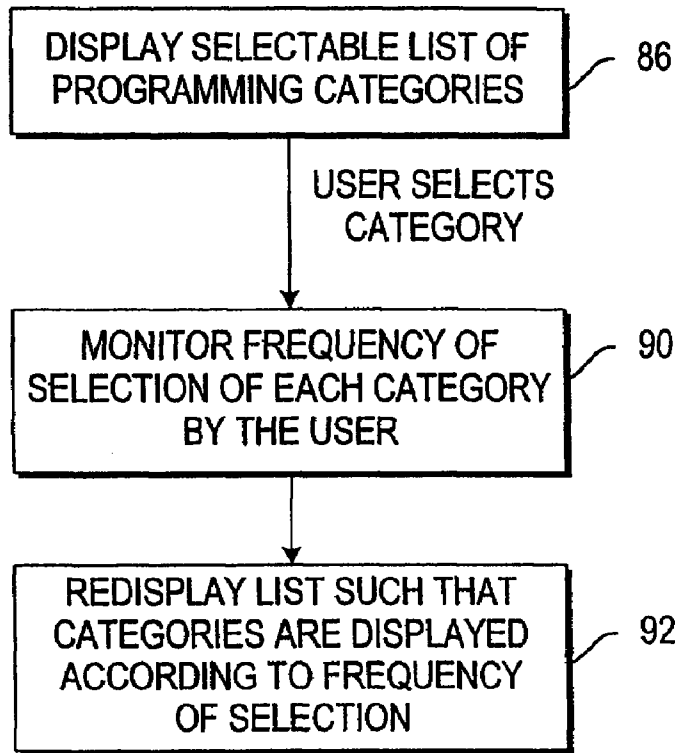 DISPLAY SELECTABLE LIST OF
PROGRAMMING CATEGORIES
86
USER SELECTS
CATEGORY
MONITOR FREQUENCY OF
SELECTION OF EACH CATEGORY
BY THE USER
90
REDISPLAY LIST SUCH THAT
CATEGORIES ARE DISPLAYED
ACCORDING TO FREQUENCY
OF SELECTION
92